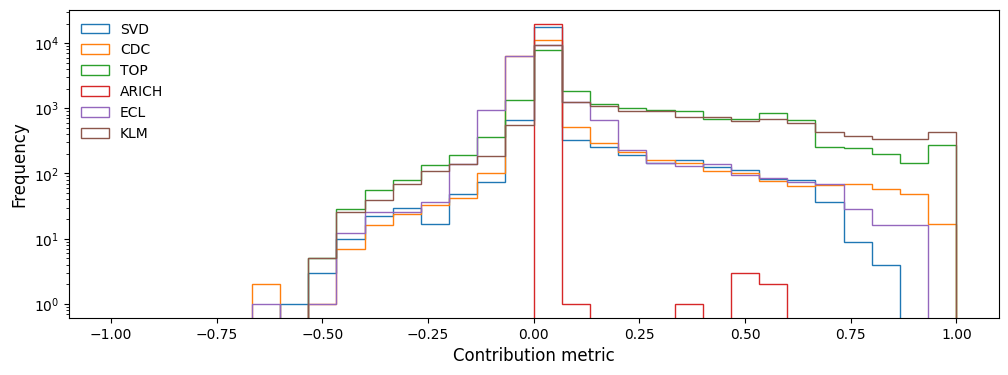 SVD
CDC
TOP
ARICH
ECL
KLM
Frequency
10⁴
10³
10²
10¹
10⁰
−1.00 −0.75 −0.50 −0.25 0.00 0.25 0.50 0.75 1.00
Contribution metric